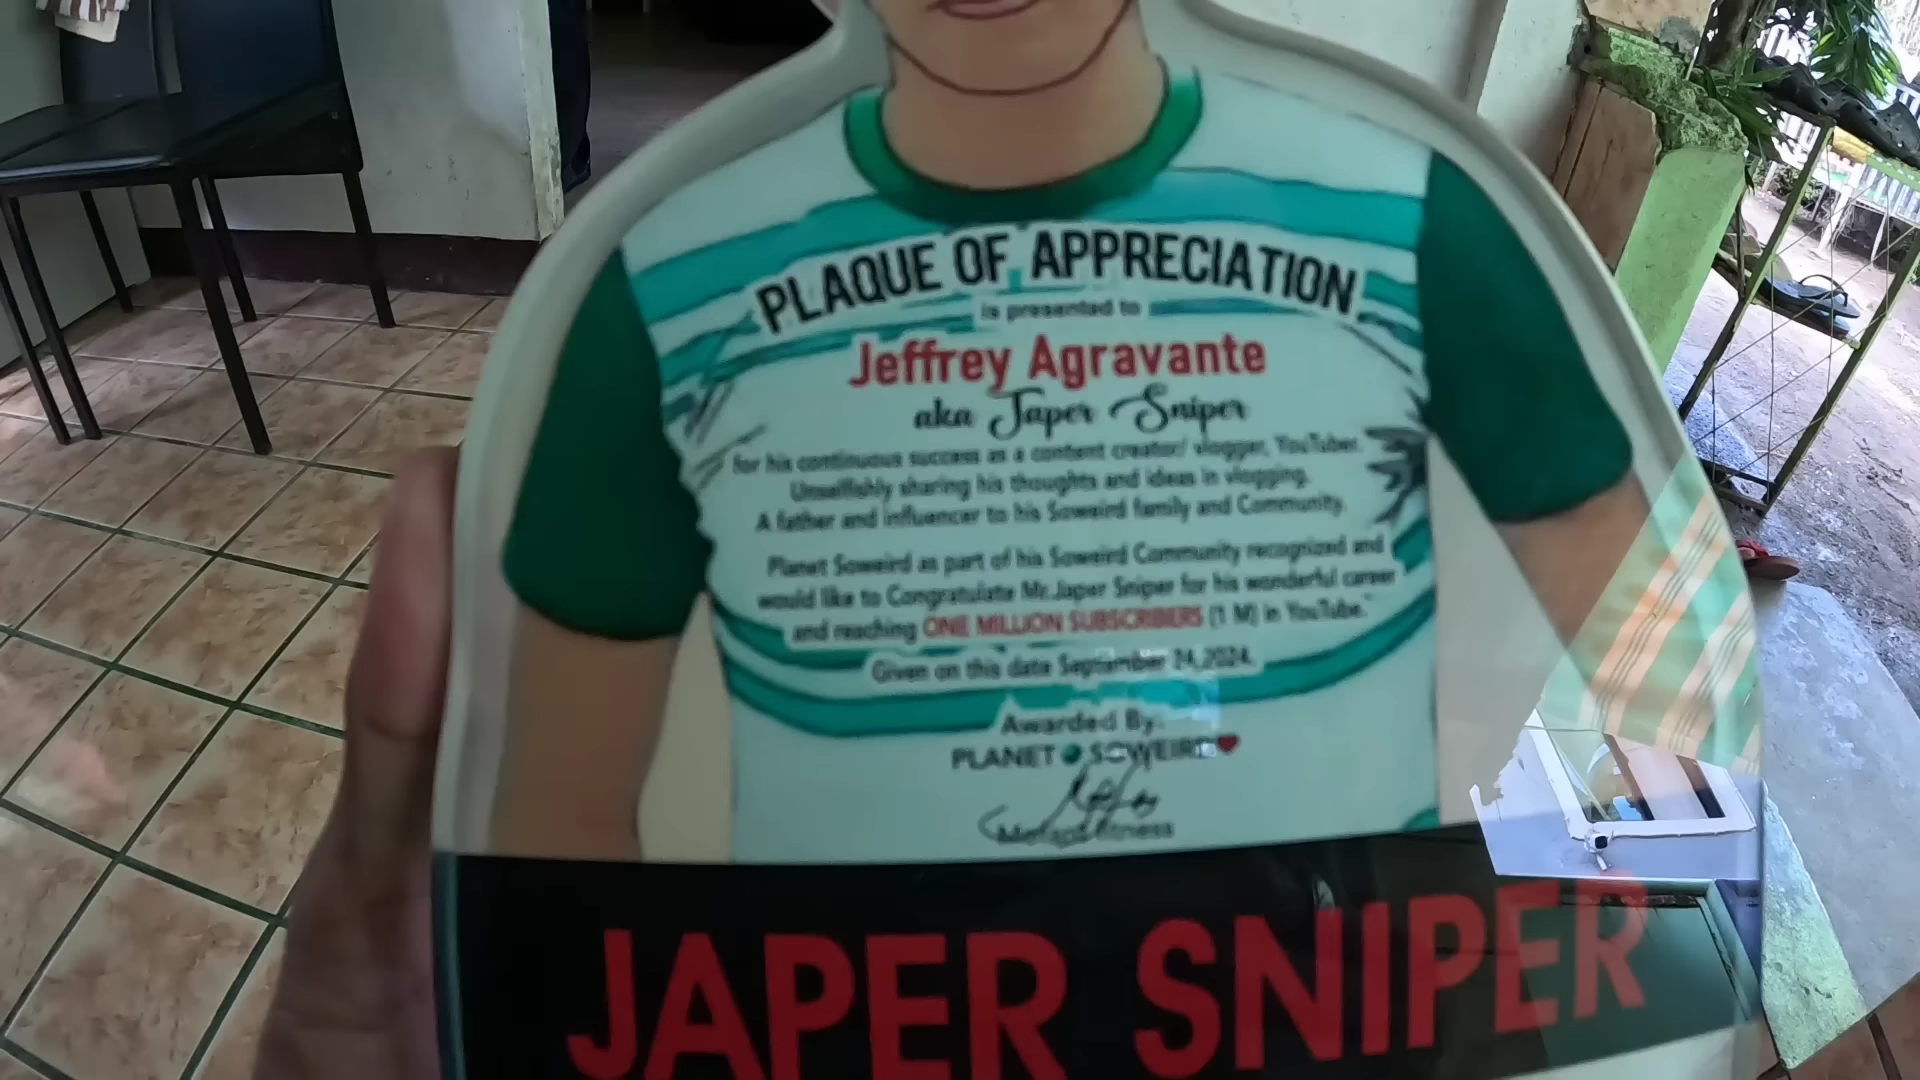 PLAQUE OF APPRECIATION
is presented to
Jeffrey Agravante
aka Japer Sniper
for his continuous success as a content creator/ vlogger, YouTuber.
Unselfishly sharing his thoughts and ideas in vlogging.
A father and influencer to his Soweird family and Community.
Planet Soweird as part of his Soweird Community recognized and
would like to Congratulate Mr.Japer Sniper for his wonderful career
and reaching ONE MILLION SUBSCRIBERS (1 M) in YouTube."
Given on this date September 24,2024.
Awarded By:
PLANET SOWEIRD
JAPER SNIPER